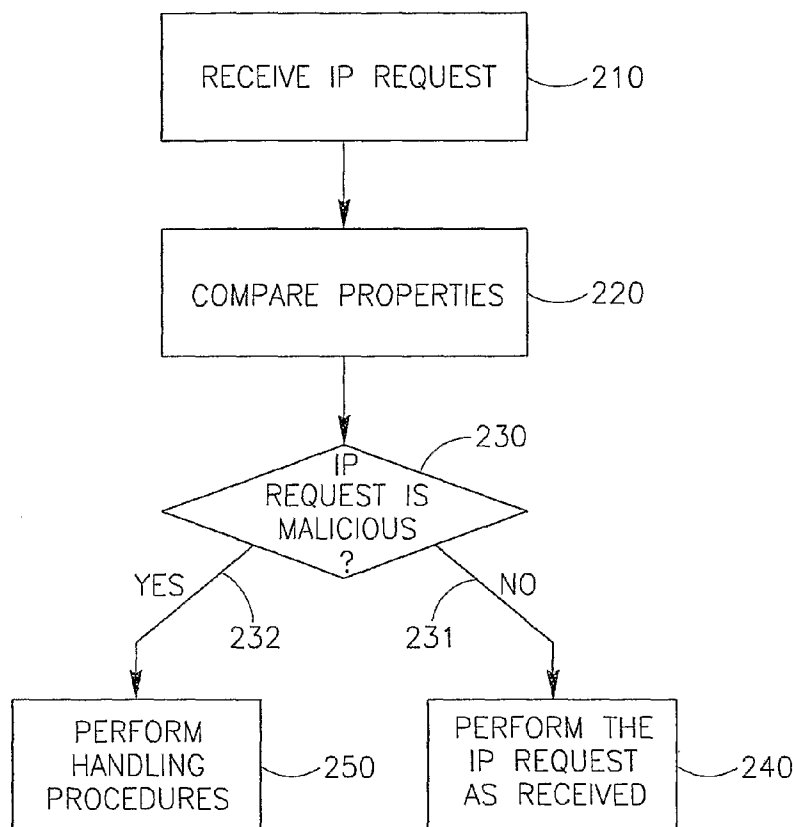 RECEIVE IP REQUEST
210
COMPARE PROPERTIES
220
230
IP
REQUEST IS
MALICIOUS
?
YES
NO
232
231
PERFORM
HANDLING
PROCEDURES
250
PERFORM THE
IP REQUEST
AS RECEIVED
240